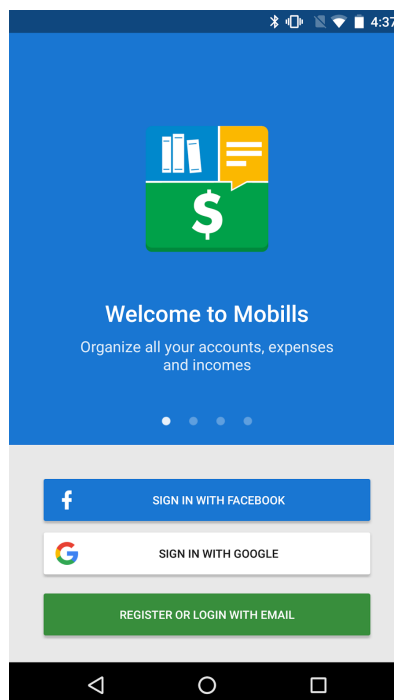 4:37
$
Welcome to Mobills
Organize all your accounts, expenses
and incomes
f
SIGN IN WITH FACEBOOK
G
SIGN IN WITH GOOGLE
REGISTER OR LOGIN WITH EMAIL